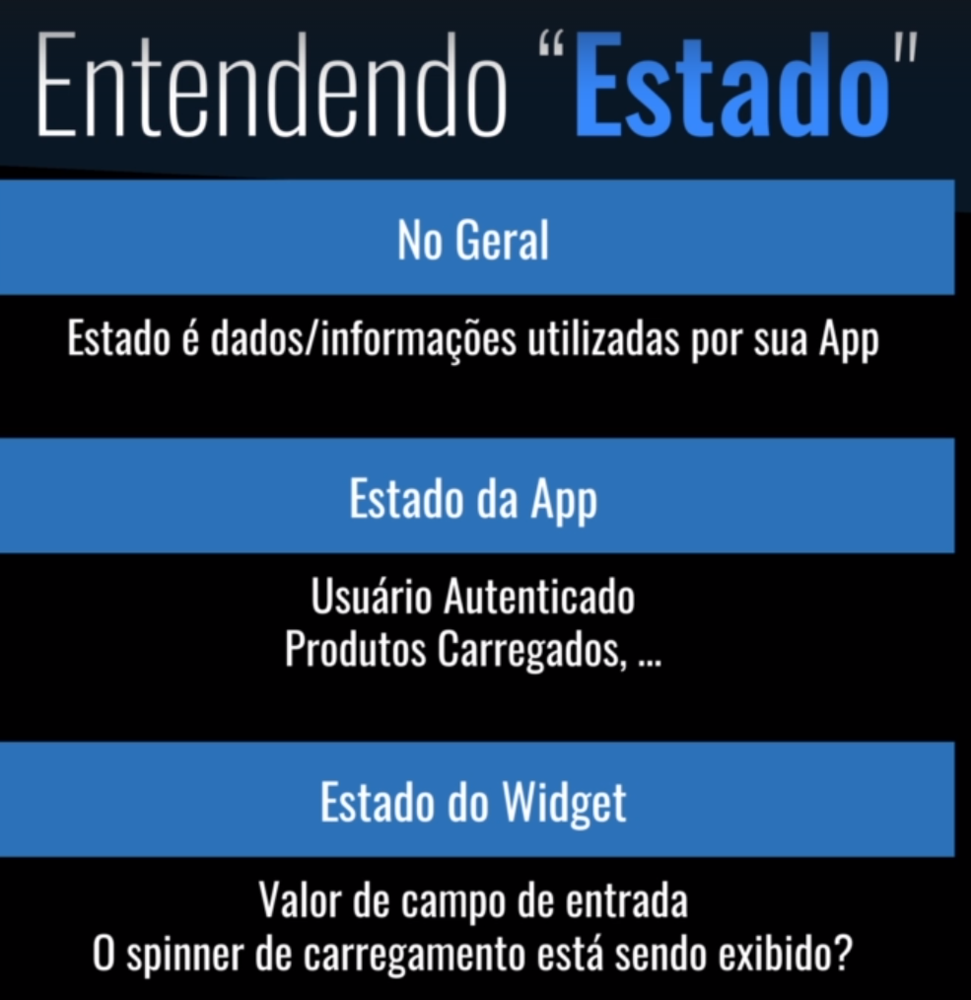 Entendendo “Estado"
No Geral
Estado é dados/informações utilizadas por sua App
Estado da App
Usuário Autenticado
Produtos Carregados, ...
Estado do Widget
Valor de campo de entrada
O spinner de carregamento está sendo exibido?